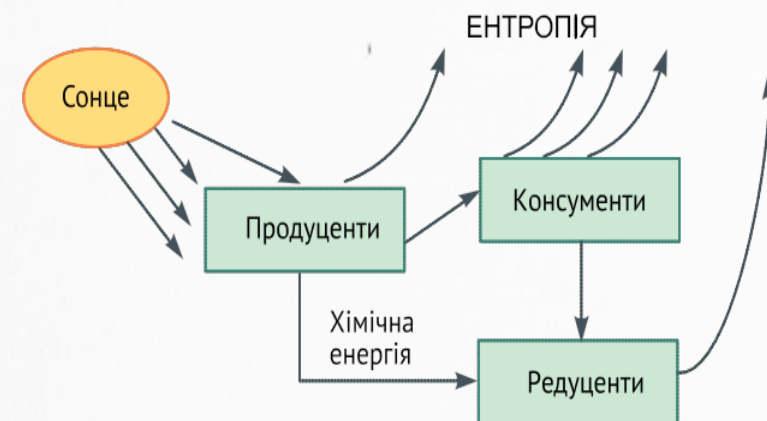 ЕНТРОПІЯ
Сонце
Продуценти
Консументи
Хімічна
енергія
Редуценти